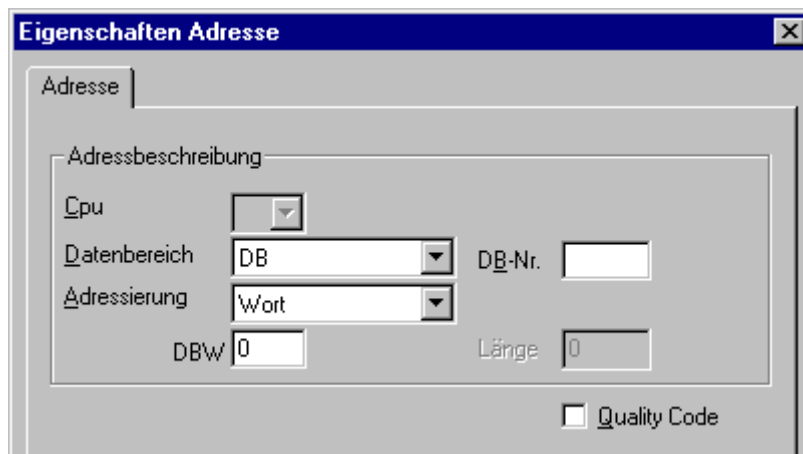 Eigenschaften Adresse
Adresse
Adressbeschreibung
Cpu
Datenbereich DB DB-Nr.
Adressierung Wort
DBW 0 Länge 0
Quality Code